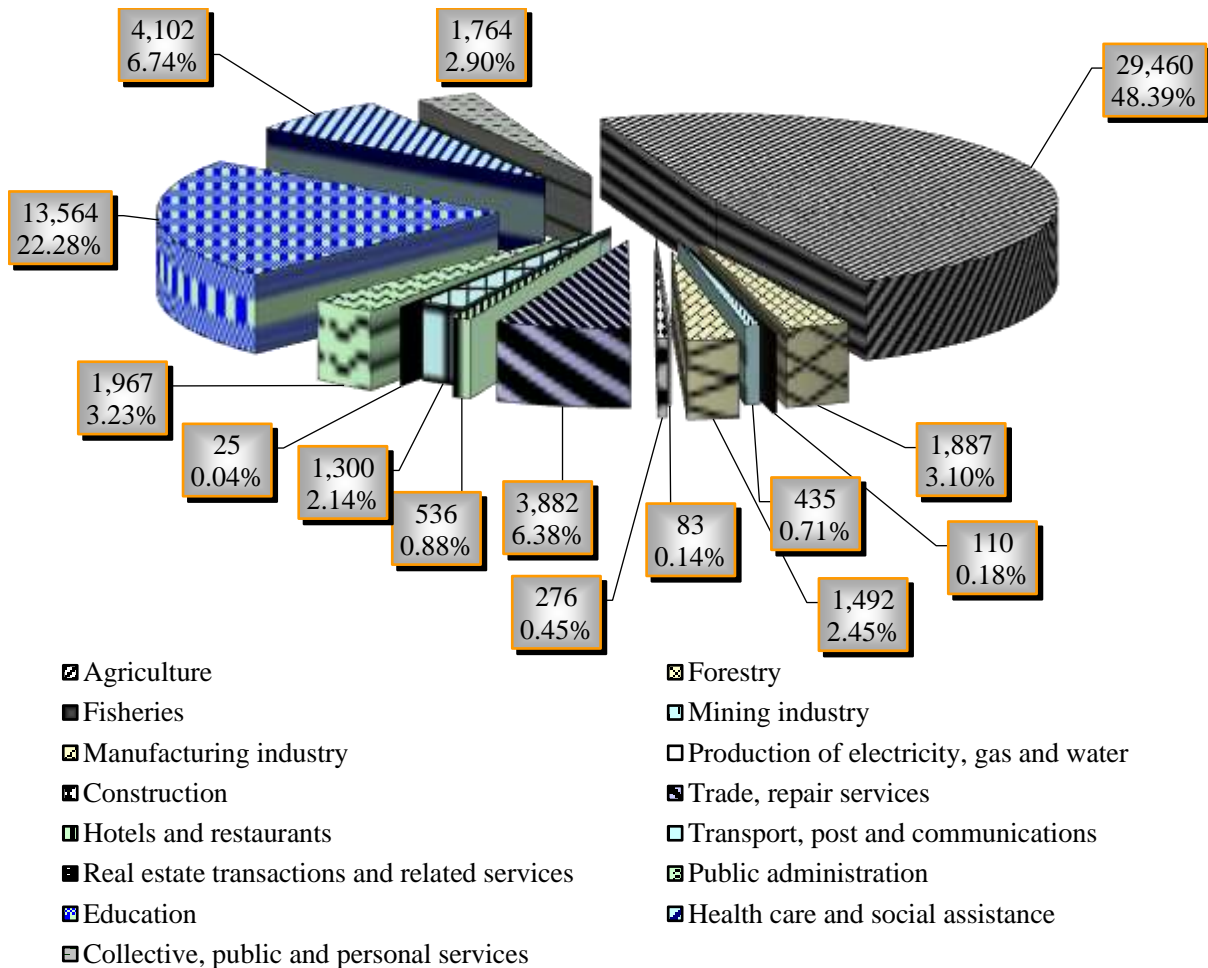 4,102
6.74%
1,764
2.90%
29,460
48.39%
13,564
22.28%
1,967
3.23%
25
0.04%
1,300
2.14%
536
0.88%
3,882
6.38%
276
0.45%
83
0.14%
435
0.71%
1,492
2.45%
110
0.18%
1,887
3.10%
Agriculture
Forestry
Fisheries
Mining industry
Manufacturing industry
Production of electricity, gas and water
Construction
Trade, repair services
Hotels and restaurants
Transport, post and communications
Real estate transactions and related services
Public administration
Education
Health care and social assistance
Collective, public and personal services